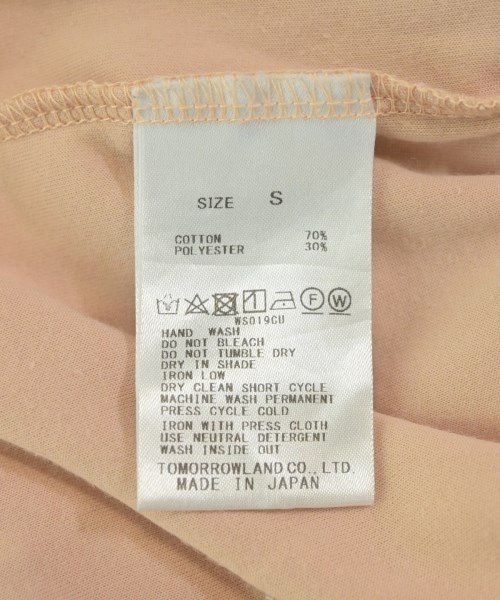 SIZE S
COTTON 70%
POLYESTER 30%
F W
WS019CU
HAND WASH
DO NOT BLEACH
DO NOT TUMBLE DRY
DRY IN SHADE
IRON LOW
DRY CLEAN SHORT CYCLE
MACHINE WASH PERMANENT
PRESS CYCLE COLD
IRON WITH PRESS CLOTH
USE NEUTRAL DETERGENT
WASH INSIDE OUT
TOMORROWLAND CO., LTD.
MADE IN JAPAN